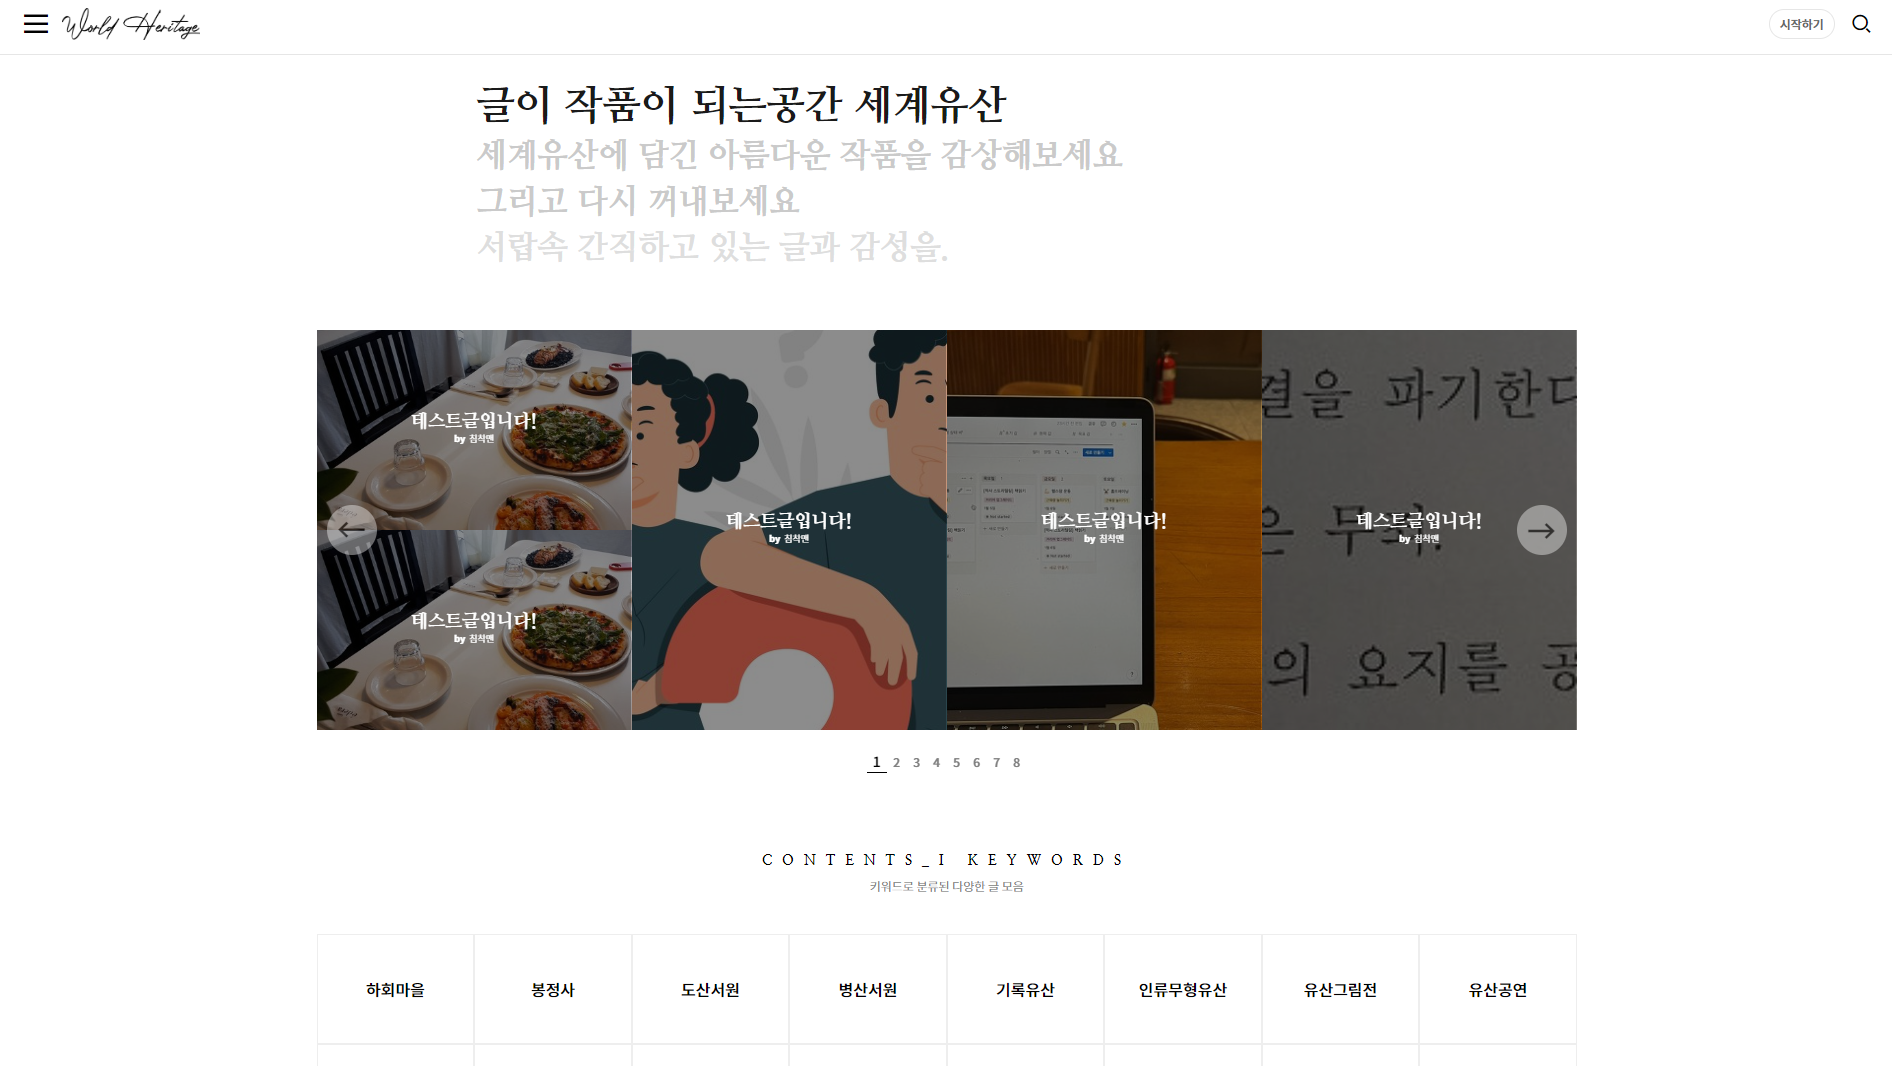 World Heritage
시작하기
글이 작품이 되는공간 세계유산
세계유산에 담긴 아름다운 작품을 감상해보세요
그리고 다시 꺼내보세요
서랍속 간직하고 있는 글과 감성을.
테스트글입니다!
by 침착맨
테스트글입니다!
by 침착맨
테스트글입니다!
by 침착맨
테스트글입니다!
by 침착맨
테스트글입니다!
by 침착맨
결을 파기한다
은 무죄.
의 요지를 공
1 2 3 4 5 6 7 8
CONTENTS_I KEYWORDS
키워드로 분류된 다양한 글 모음
하회마을
봉정사
도산서원
병산서원
기록유산
인류무형유산
유산그림전
유산공연